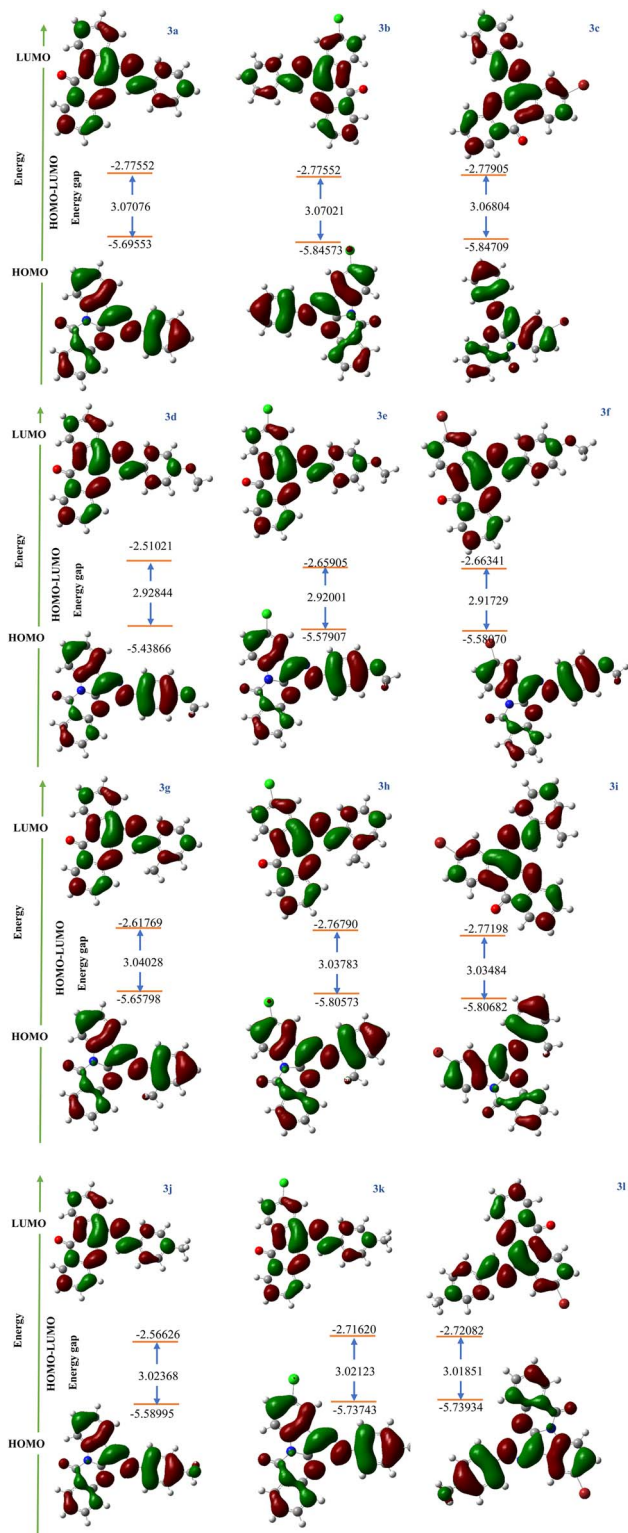 3a
3b
3c
LUMO
-2.77552
-2.77552
-2.77905
Energy
HOMO-LUMO
Energy gap
3.07076
3.07021
3.06804
-5.69553
-5.84573
-5.84709
HOMO
3d
3e
3f
LUMO
-2.51021
-2.65905
-2.66341
Energy
HOMO-LUMO
Energy gap
2.92844
2.92001
2.91729
-5.43866
-5.57907
HOMO
3g
3h
3i
LUMO
-2.61769
-2.76790
-2.77198
Energy
HOMO-LUMO
Energy gap
3.04028
3.03783
3.03484
-5.65798
-5.80573
-5.80682
HOMO
3j
3k
3l
LUMO
-2.56626
-2.71620
-2.72082
Energy
HOMO-LUMO
Energy gap
3.02368
3.02123
3.01851
-5.58995
-5.73743
-5.73934
HOMO